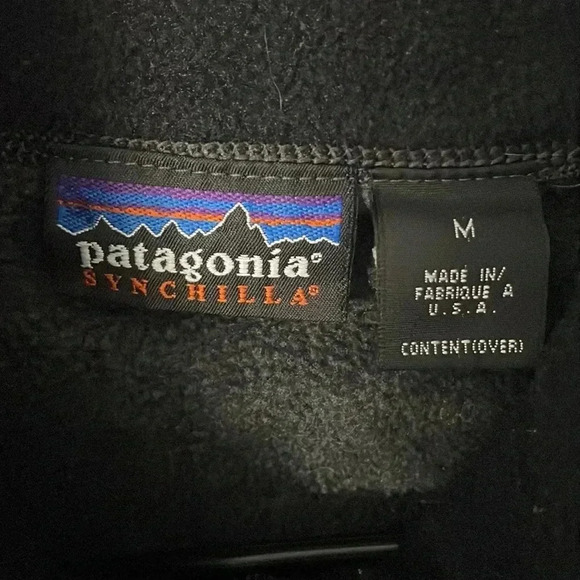 patagonia®
SYNCHILLA®
M
MADE IN/
FABRIQUE A
U.S.A.
CONTENT(OVER)